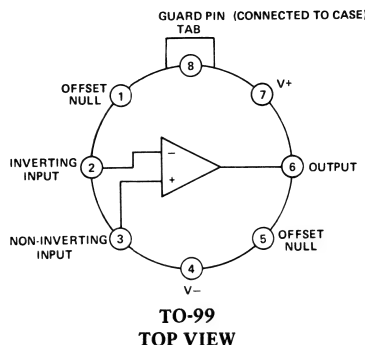 GUARD PIN (CONNECTED TO CASE)
TAB
8
OFFSET
NULL
1
7
V+
INVERTING
INPUT
2
−
+
6
OUTPUT
NON-INVERTING
INPUT
3
5
OFFSET
NULL
4
V−
TO-99
TOP VIEW